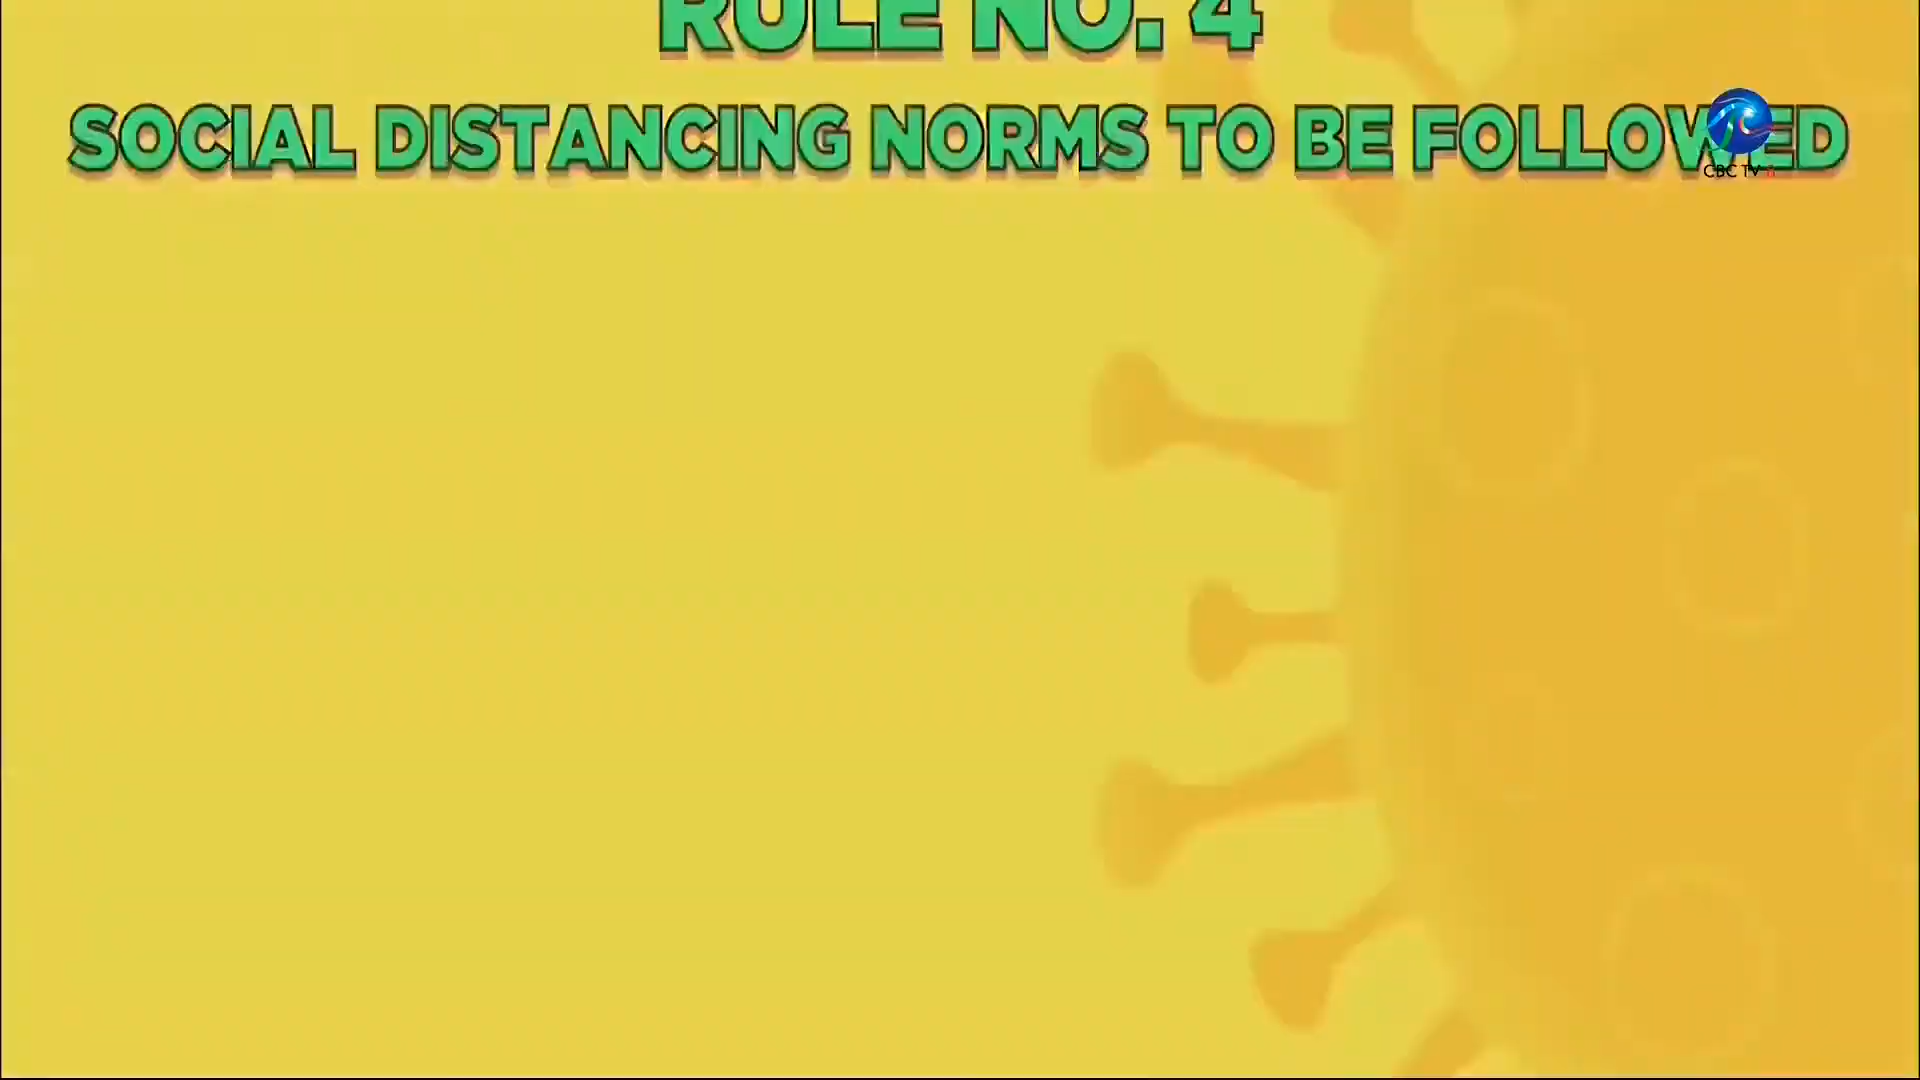 RULE NO. 4
SOCIAL DISTANCING NORMS TO BE FOLLOWED
CBC TV